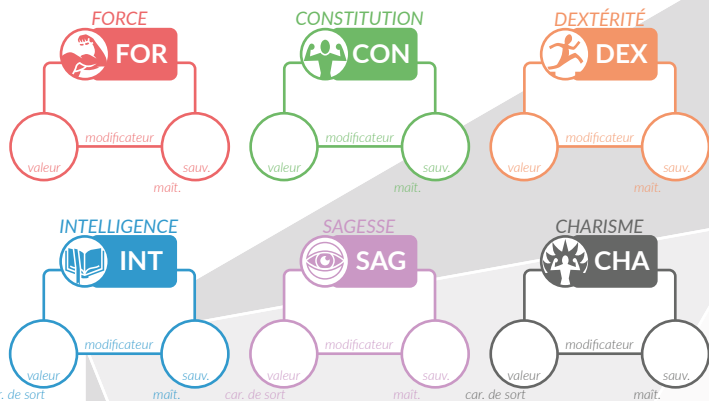 FORCE CONSTITUTION DEXTÉRITÉ
FOR CON DEX
modificateur modificateur modificateur
valeur sauv. valeur sauv. valeur sauv.
maît. maît. maît.
INTELLIGENCE SAGESSE CHARISME
INT SAG CHA
modificateur modificateur modificateur
valeur sauv. valeur sauv. valeur sauv.
r. de sort maît. car. de sort maît. car. de sort maît.